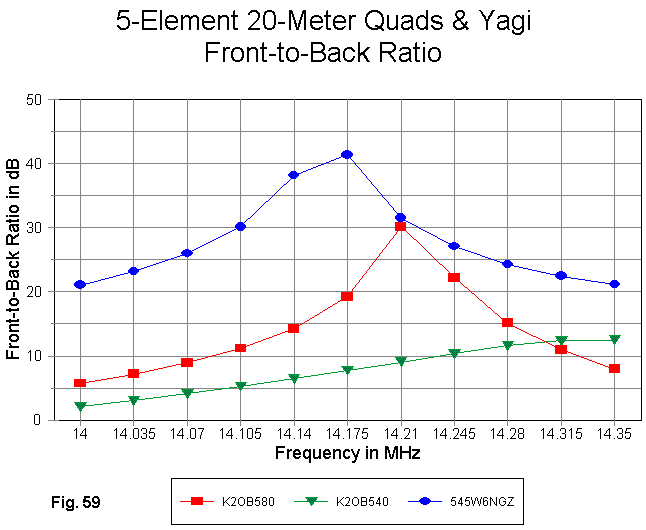 5-Element 20-Meter Quads & Yagi
Front-to-Back Ratio
Front-to-Back Ratio in dB
50
40
30
20
10
0
14 14.035 14.07 14.105 14.14 14.175 14.21 14.245 14.28 14.315 14.35
Frequency in MHz
Fig. 59
K2OB580 K2OB540 545W6NGZ